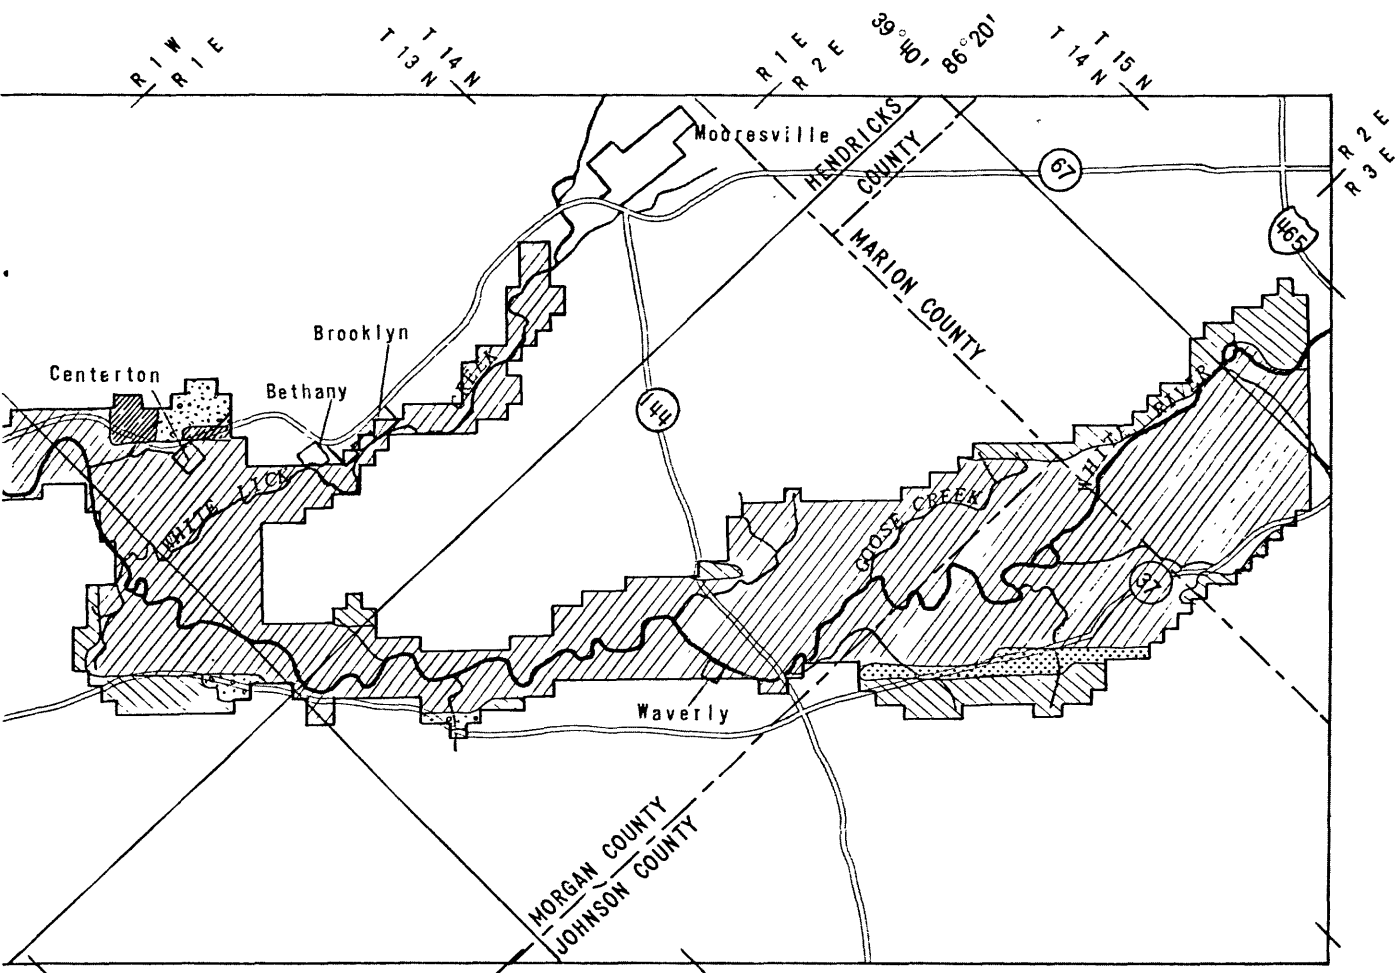 R 1 W
R 1 E
T 14 N
T 13 N
R 1 E
R 2 E
39°40'
86°20'
T 15 N
T 14 N
R 2 E
R 3 E
Mooresville
HENDRICKS
COUNTY
67
465
MARION COUNTY
Brooklyn
Centerton
Bethany
CREEK
144
WHITE RIVER
WHITE LICK
GOOSE CREEK
37
Waverly
MORGAN COUNTY
JOHNSON COUNTY